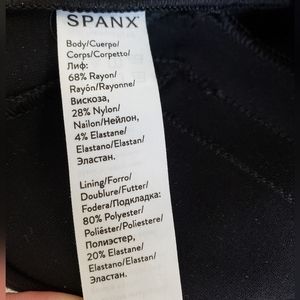 SPANX
Body/Cuerpo/
Corps/Corpetto/
Лиф:
68% Rayon/
Rayón/Rayonne/
Вискоза,
28% Nylon/
Nailon/Нейлон,
4% Elastane/
Elastano/Elastan/
Эластан.
Lining/Forro/
Doublure/Futter/
Fodera/Подкладка:
80% Polyester/
Poliéster/Poliestere/
Полиэстер,
20% Elastane/
Elastano/Elastan/
Эластан.